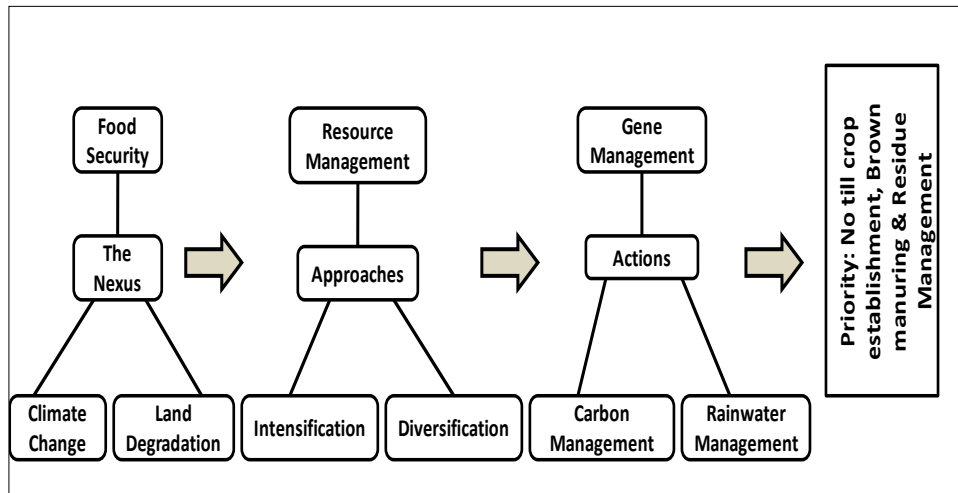 Food
Security
The
Nexus
Climate
Change
Land
Degradation
Resource
Management
Approaches
Intensification
Diversification
Gene
Management
Actions
Carbon
Management
Rainwater
Management
Priority: No till crop
establishment, Brown
manuring & Residue
Management